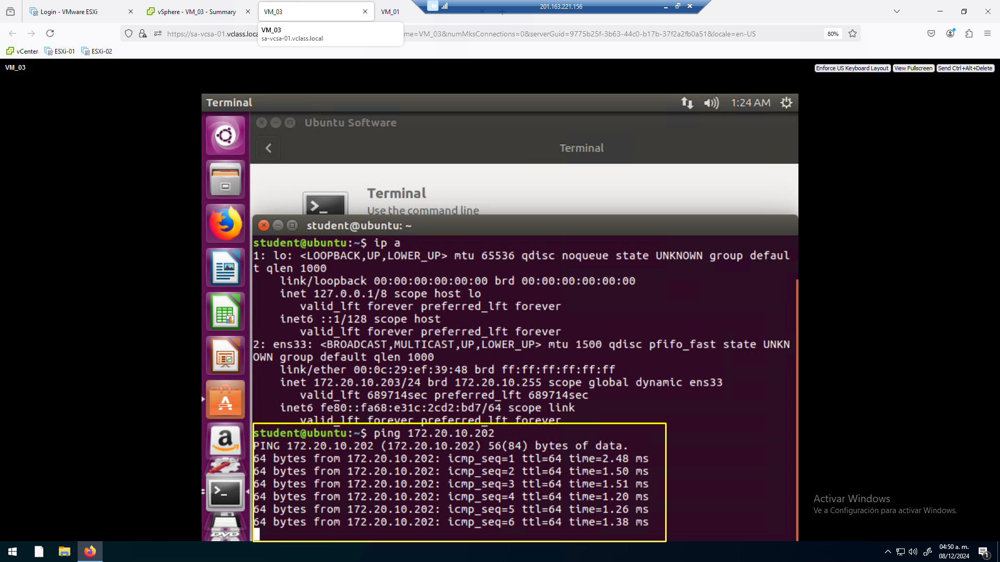 Login - VMware ESXi
vSphere - VM_03 - Summary
VM_03
VM_01
201.163.221.156
https://sa-vcsa-01.vclass.loca
me=VM_03&numMksConnections=0&serverGuid=9775b25f-3b63-44c0-b17b-37f2a2fb0a51&locale=en-US
80%
VM_03
sa-vcsa-01.vclass.local
vCenter
ESXi-01
ESXi-02
VM_03
Enforce US Keyboard Layout
View Fullscreen
Send Ctrl+Alt+Delete
Terminal
1:24 AM
Ubuntu Software
Terminal
Terminal
Use the command line
student@ubuntu: ~
student@ubuntu:~$ ip a
1: lo: <LOOPBACK,UP,LOWER_UP> mtu 65536 qdisc noqueue state UNKNOWN group defaul
t qlen 1000
link/loopback 00:00:00:00:00:00 brd 00:00:00:00:00:00
inet 127.0.0.1/8 scope host lo
valid_lft forever preferred_lft forever
inet6 ::1/128 scope host
valid_lft forever preferred_lft forever
2: ens33: <BROADCAST,MULTICAST,UP,LOWER_UP> mtu 1500 qdisc pfifo_fast state UNKN
OWN group default qlen 1000
link/ether 00:0c:29:ef:39:48 brd ff:ff:ff:ff:ff:ff
inet 172.20.10.203/24 brd 172.20.10.255 scope global dynamic ens33
valid_lft 689714sec preferred_lft 689714sec
inet6 fe80::fa68:e31c:2cd2:bd7/64 scope link
valid_lft forever preferred_lft forever
student@ubuntu:~$ ping 172.20.10.202
PING 172.20.10.202 (172.20.10.202) 56(84) bytes of data.
64 bytes from 172.20.10.202: icmp_seq=1 ttl=64 time=2.48 ms
64 bytes from 172.20.10.202: icmp_seq=2 ttl=64 time=1.50 ms
64 bytes from 172.20.10.202: icmp_seq=3 ttl=64 time=1.51 ms
64 bytes from 172.20.10.202: icmp_seq=4 ttl=64 time=1.20 ms
64 bytes from 172.20.10.202: icmp_seq=5 ttl=64 time=1.26 ms
64 bytes from 172.20.10.202: icmp_seq=6 ttl=64 time=1.38 ms
DVD
Activar Windows
Ve a Configuración para activar Windows.
04:50 a. m.
08/12/2024
1